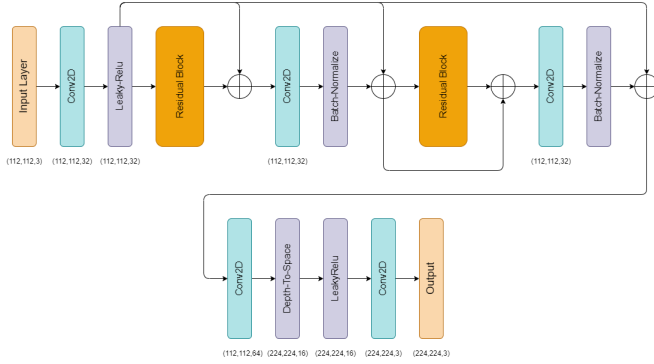 Input Layer
Conv2D
Leaky-Relu
Residual Block
Conv2D
Batch-Normalize
Residual Block
Conv2D
Batch-Normalize
(112,112,3)
(112,112,32)
(112,112,32)
(112,112,32)
(112,112,32)
Conv2D
Depth-To-Space
LeakyRelu
Conv2D
Output
(112,112,64)
(224,224,16)
(224,224,16)
(224,224,3)
(224,224,3)